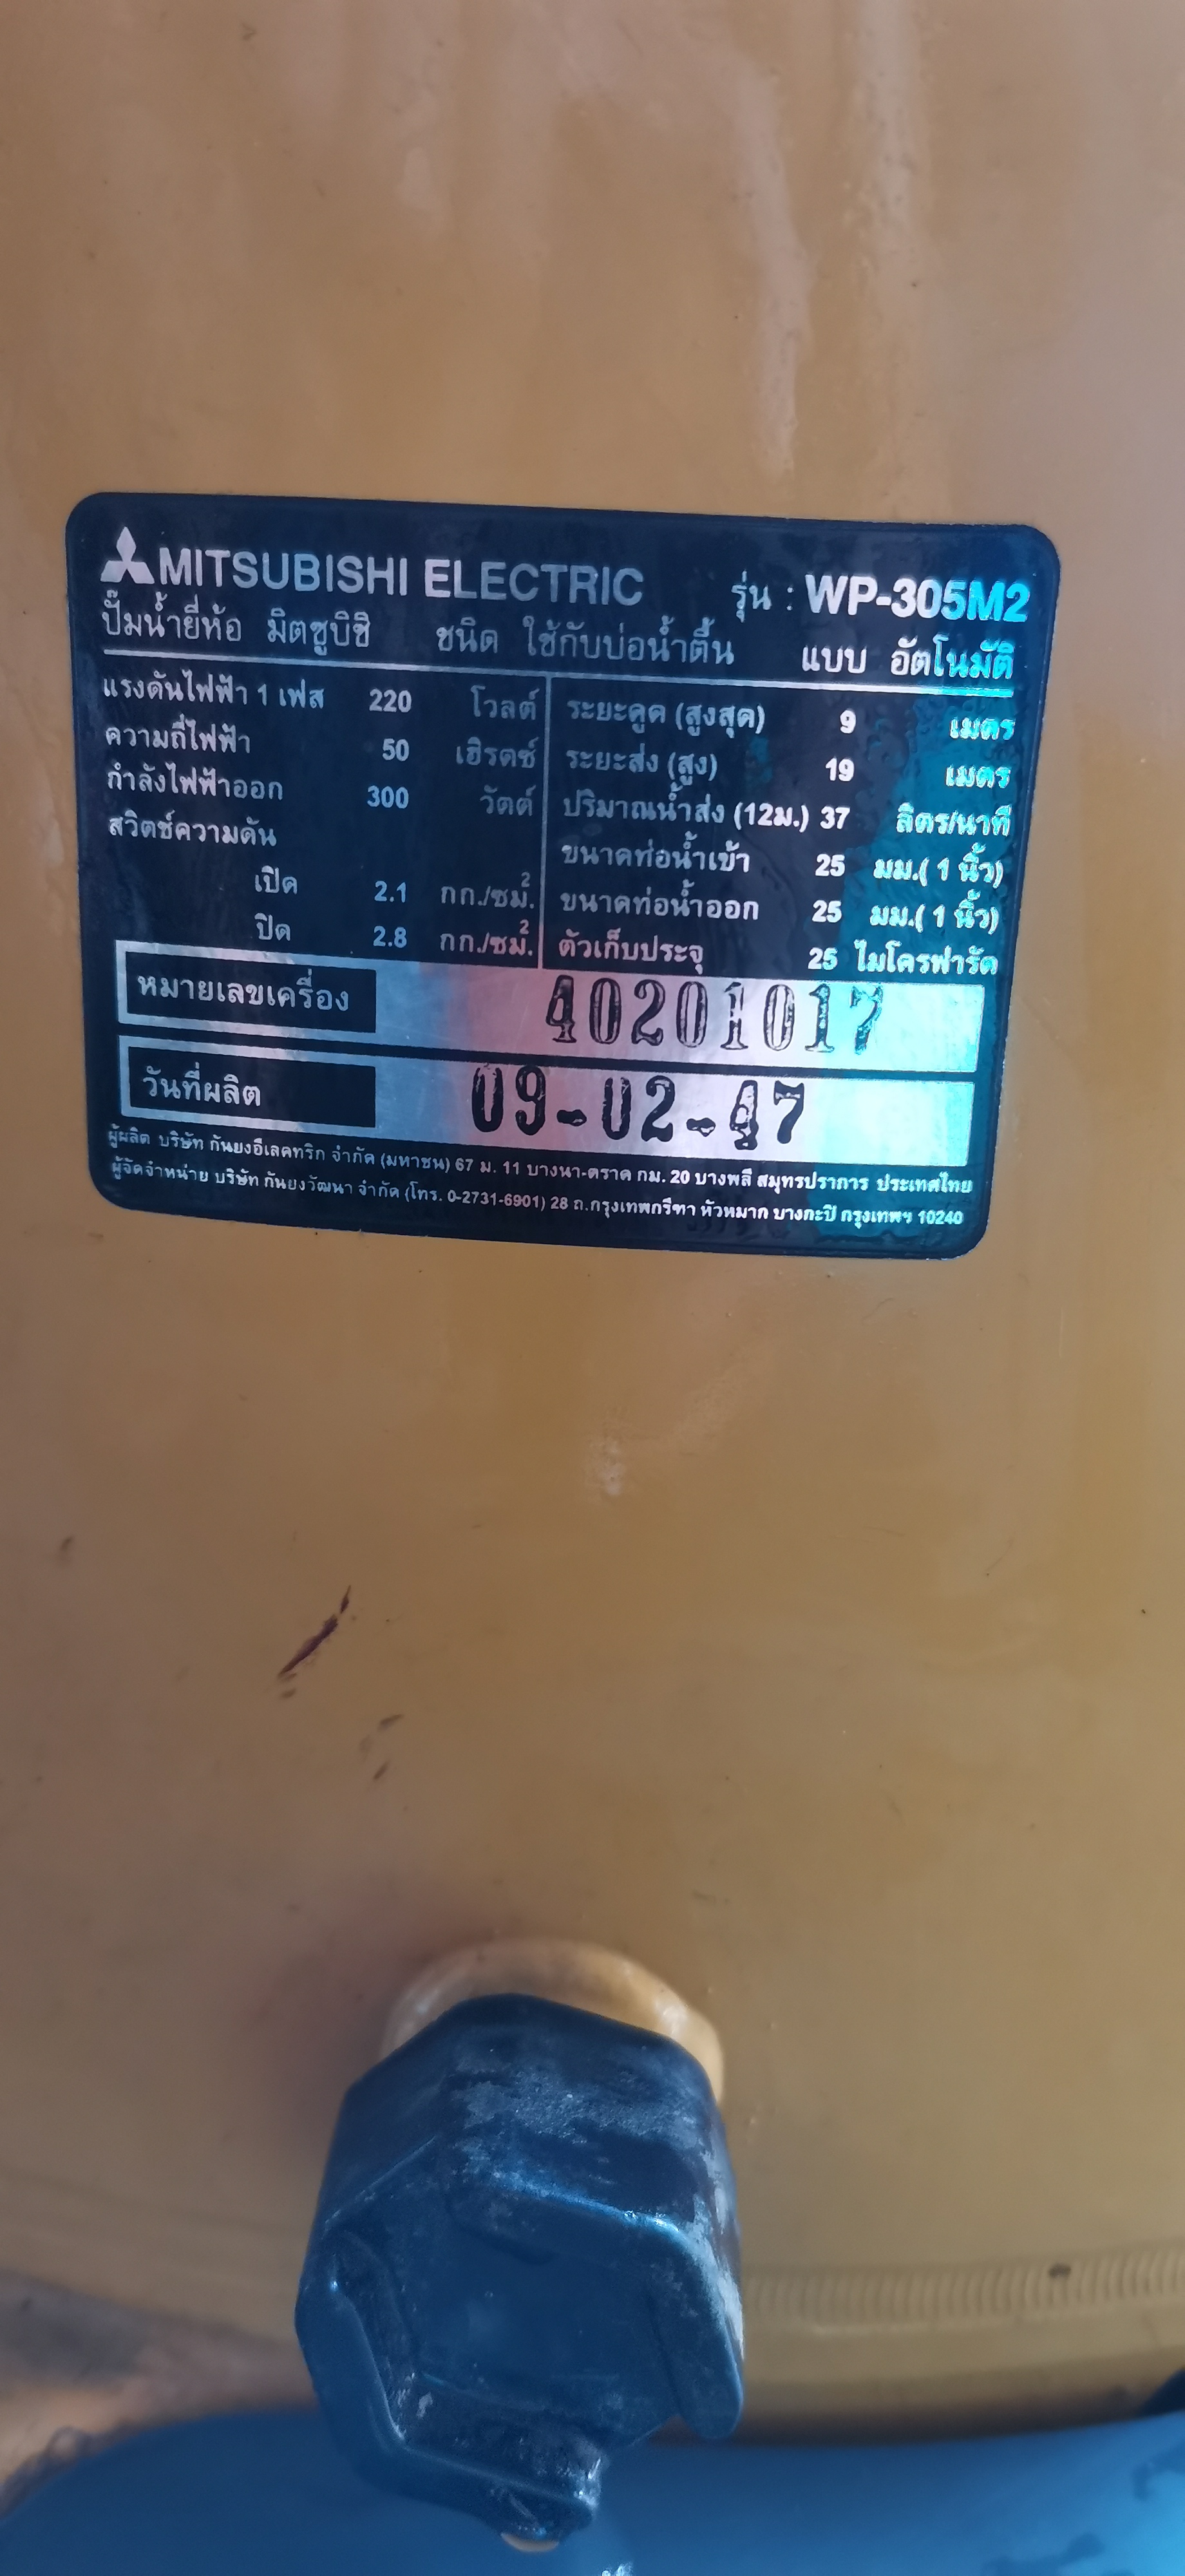 MITSUBISHI ELECTRIC รุ่น : WP-305M2
ปั๊มน้ำยี่ห้อ มิตซูบิชิ ชนิด ใช้กับบ่อน้ำตื้น แบบ อัตโนมัติ
แรงดันไฟฟ้า 1 เฟส 220 โวลต์
ความถี่ไฟฟ้า 50 เฮิรตซ์
กำลังไฟฟ้าออก 300 วัตต์
สวิตช์ความดัน
เปิด 2.1 กก./ซม.²
ปิด 2.8 กก./ซม.²
ระยะดูด (สูงสุด) 9 เมตร
ระยะส่ง (สูง) 19 เมตร
ปริมาณน้ำส่ง (12ม.) 37 ลิตร/นาที
ขนาดท่อน้ำเข้า 25 มม.( 1 นิ้ว)
ขนาดท่อน้ำออก 25 มม.( 1 นิ้ว)
ตัวเก็บประจุ 25 ไมโครฟารัด
หมายเลขเครื่อง 40201017
วันที่ผลิต 09-02-47
ผู้ผลิต บริษัท กันยงอีเลคทริก จำกัด (มหาชน) 67 ม. 11 บางนา-ตราด กม. 20 บางพลี สมุทรปราการ ประเทศไทย
ผู้จัดจำหน่าย บริษัท กันยงวัฒนา จำกัด (โทร. 0-2731-6901) 28 ถ.กรุงเทพกรีฑา หัวหมาก บางกะปิ กรุงเทพฯ 10240